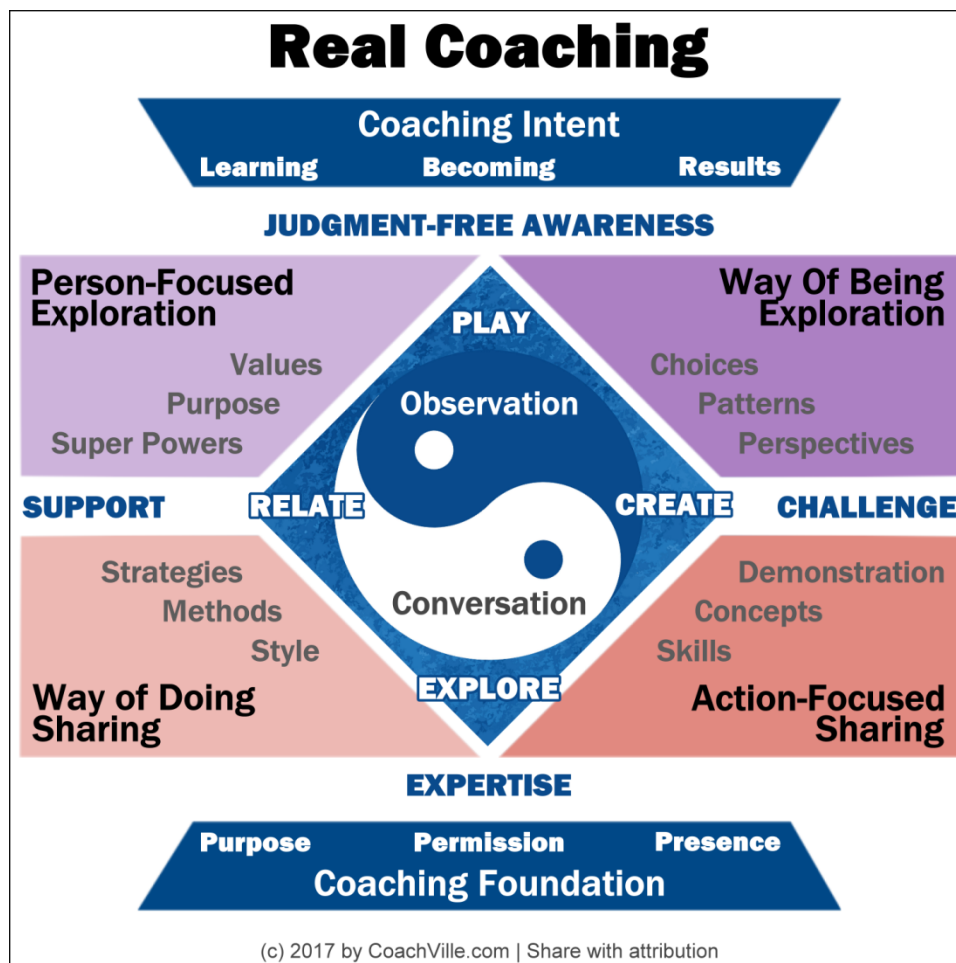 Real Coaching
Coaching Intent
Learning Becoming Results
JUDGMENT-FREE AWARENESS
Person-Focused
Exploration
Values
Purpose
Super Powers
Way Of Being
Exploration
Choices
Patterns
Perspectives
PLAY
Observation
SUPPORT
RELATE
CREATE
CHALLENGE
Conversation
EXPLORE
Strategies
Methods
Style
Way of Doing
Sharing
Demonstration
Concepts
Skills
Action-Focused
Sharing
EXPERTISE
Purpose Permission Presence
Coaching Foundation
(c) 2017 by CoachVille.com | Share with attribution